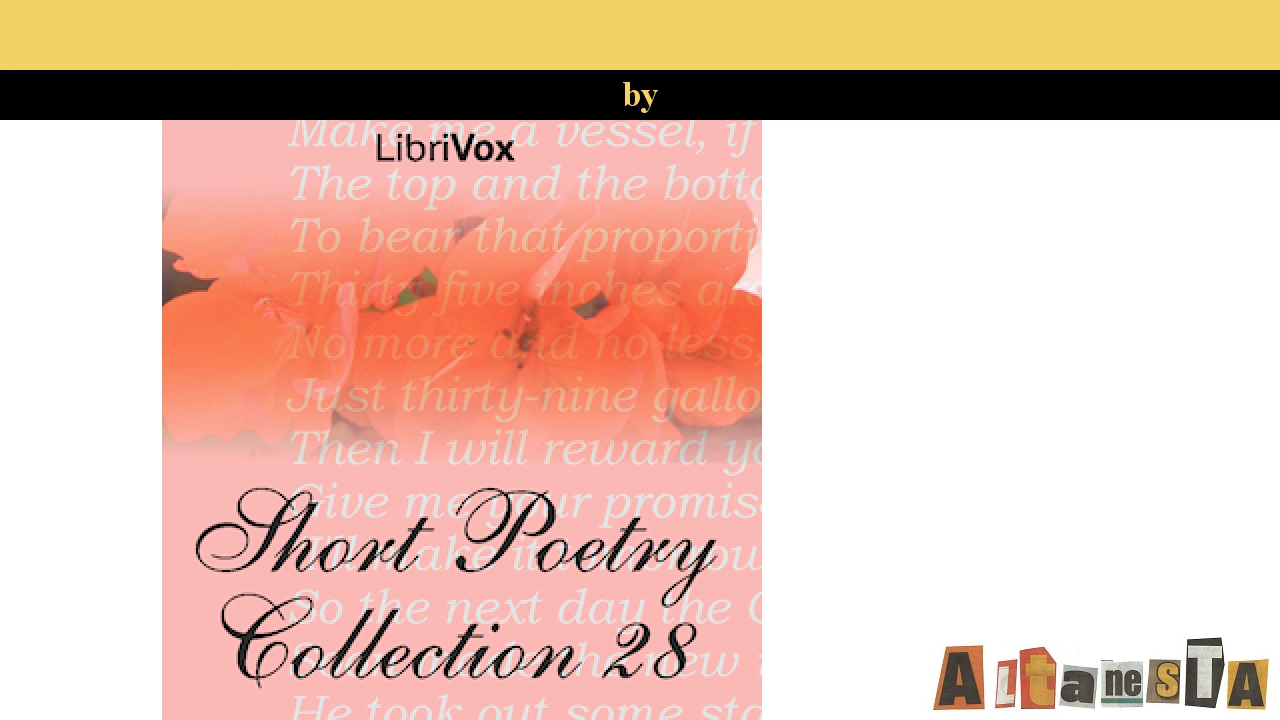 by
LibriVox
Make me a vessel, if
The top and the botto
To bear that proporti
Thirty five inches are
No more and no less,
Just thirty-nine gallo
Then I will reward yo
Give me your promise
So the next day the
new
He took out some sta
Short Poetry
Collection 28
AltanesTA